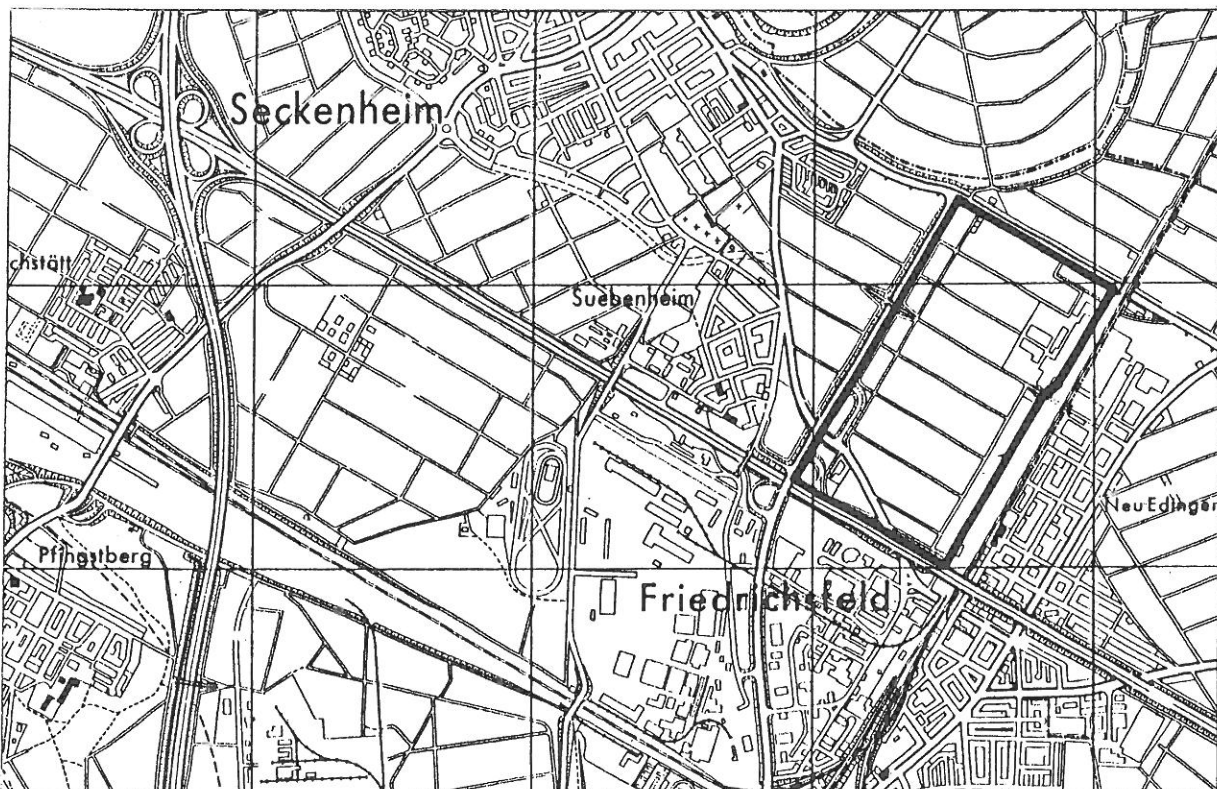 Seckenheim
chstätt
Suebenheim
Neu-Edingen
Pfingstberg
Friedrichsfeld